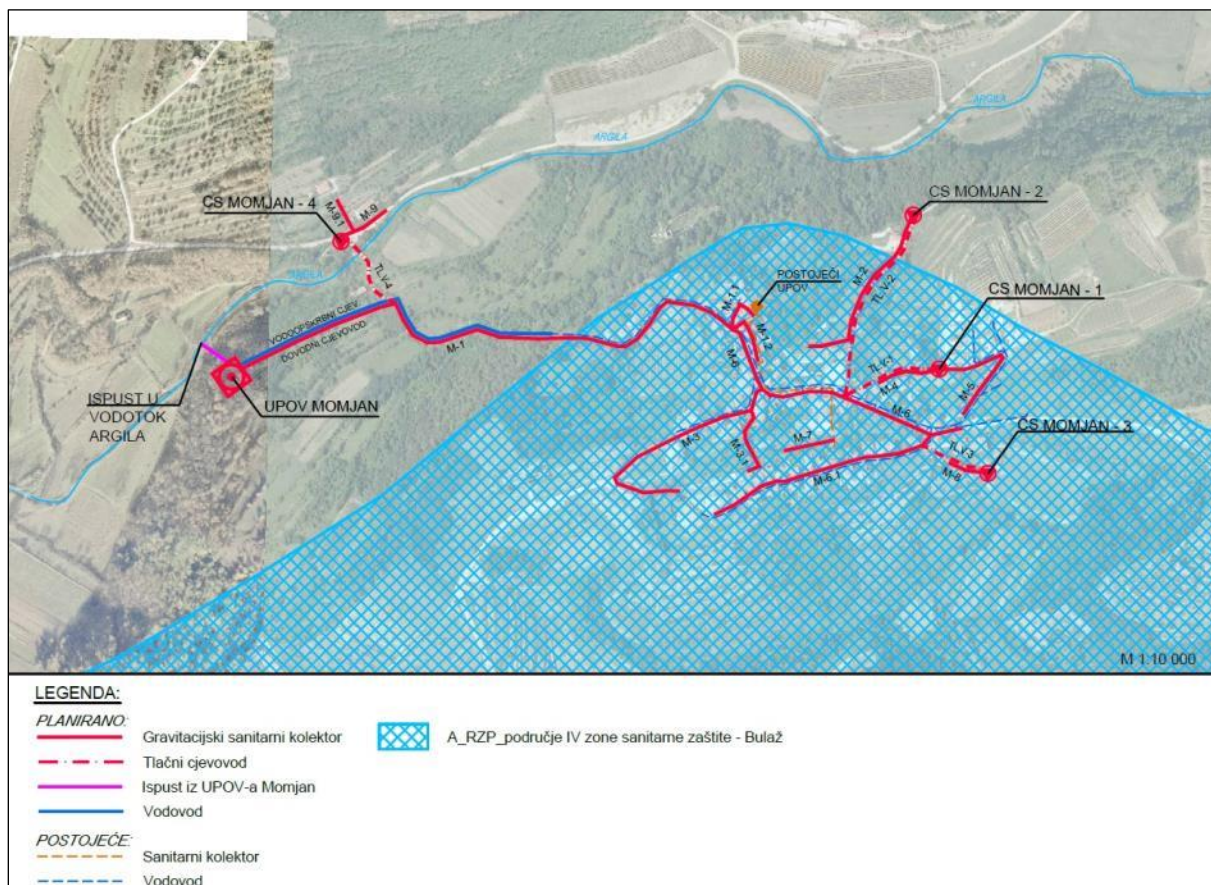 ARGILA
ARGILA
CS MOMJAN - 2
CS MOMJAN - 4
M-9.1
M-9
TLV-4
ARGILA
POSTOJEĆI
UPOV
M-2
TLV-2
CS MOMJAN - 1
M-1.1
M-1.2
VODOOPSKRBNI CJEV.
DOVODNI CJEVOVOD
M-1
M-6
TLV-1
M-4
M-5
ISPUST U
VODOTOK
ARGILA
UPOV MOMJAN
M-6
CS MOMJAN - 3
M-3
M-3.1
M-7
TLV-3
M-8
M-6.1
M 1:10 000
LEGENDA:
PLANIRANO:
Gravitacijski sanitarni kolektor
A_RZP_područje IV zone sanitarne zaštite - Bulaž
Tlačni cjevovod
Ispust iz UPOV-a Momjan
Vodovod
POSTOJEĆE:
Sanitarni kolektor
Vodovod